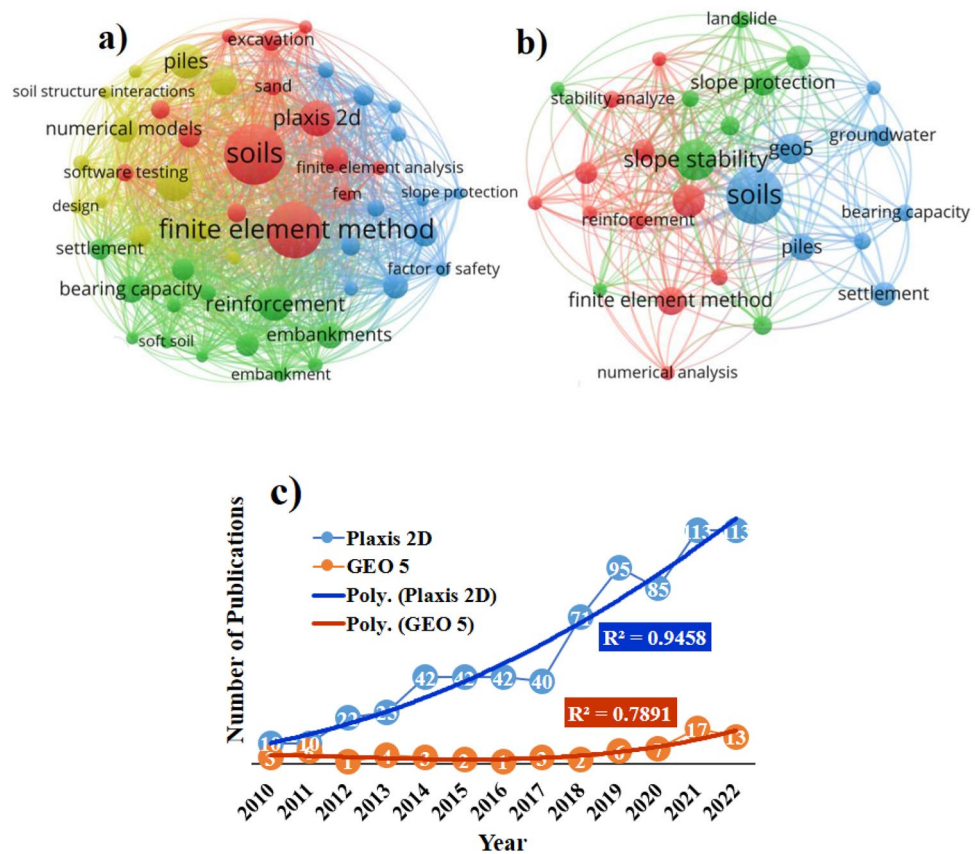 a)
excavation
piles
sand
soil structure interactions
plaxis 2d
numerical models
soils
finite element analysis
software testing
fem
slope protection
design
finite element method
settlement
factor of safety
bearing capacity
reinforcement
embankments
soft soil
embankment
b)
landslide
slope protection
stability analyze
groundwater
geo5
slope stability
soils
reinforcement
bearing capacity
piles
finite element method
settlement
numerical analysis
c)
Number of Publications
Plaxis 2D
GEO 5
Poly. (Plaxis 2D)
Poly. (GEO 5)
113 113
95
85
71
R² = 0.9458
42 42 42 40
R² = 0.7891
10 10
5 1 4 3 2 1 3 2 6 7 17 13
2010 2011 2012 2013 2014 2015 2016 2017 2018 2019 2020 2021 2022
Year